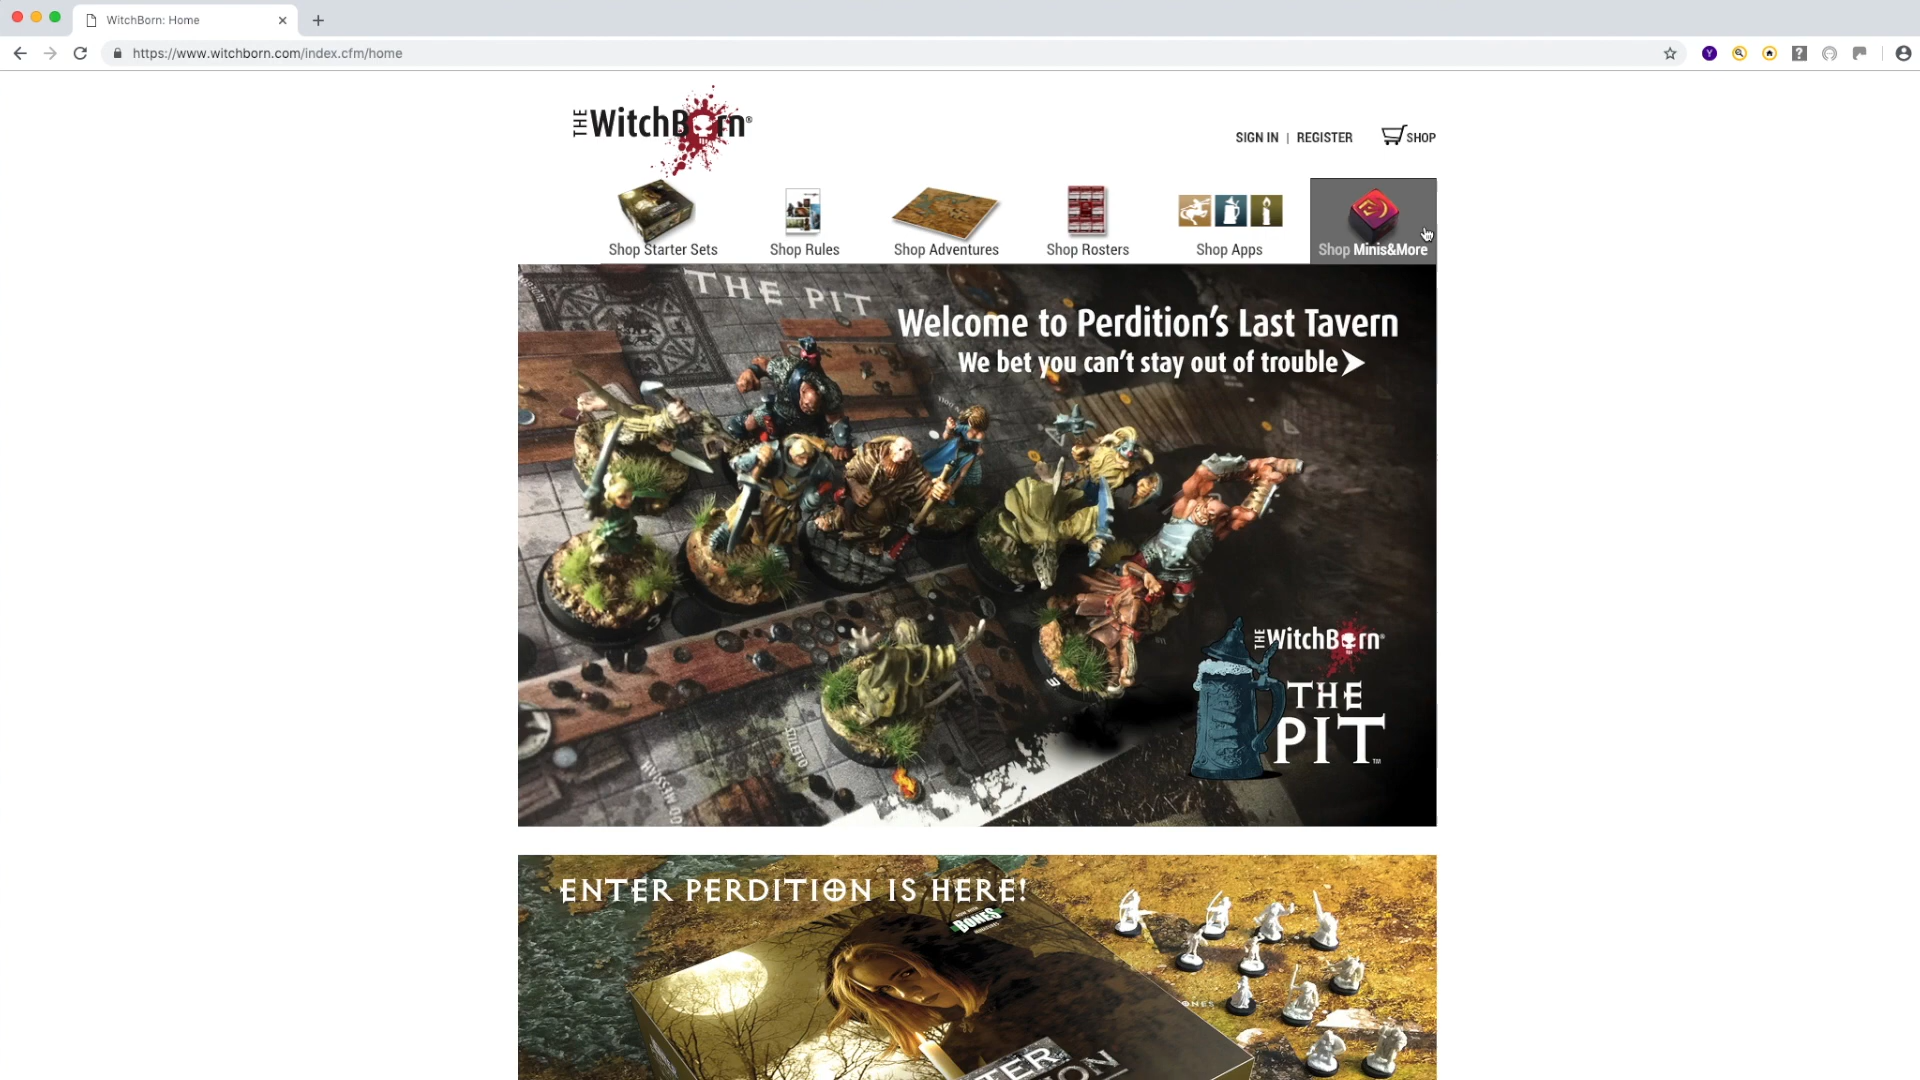 WitchBorn: Home
https://www.witchborn.com/index.cfm/home
THE WitchBorn®
SIGN IN | REGISTER SHOP
Shop Starter Sets Shop Rules Shop Adventures Shop Rosters Shop Apps Shop Minis&More
THE PIT
Welcome to Perdition's Last Tavern
We bet you can't stay out of trouble
STILETO
THE WitchBorn®
THE
PIT™
ENTER PERDITION IS HERE!
BONES